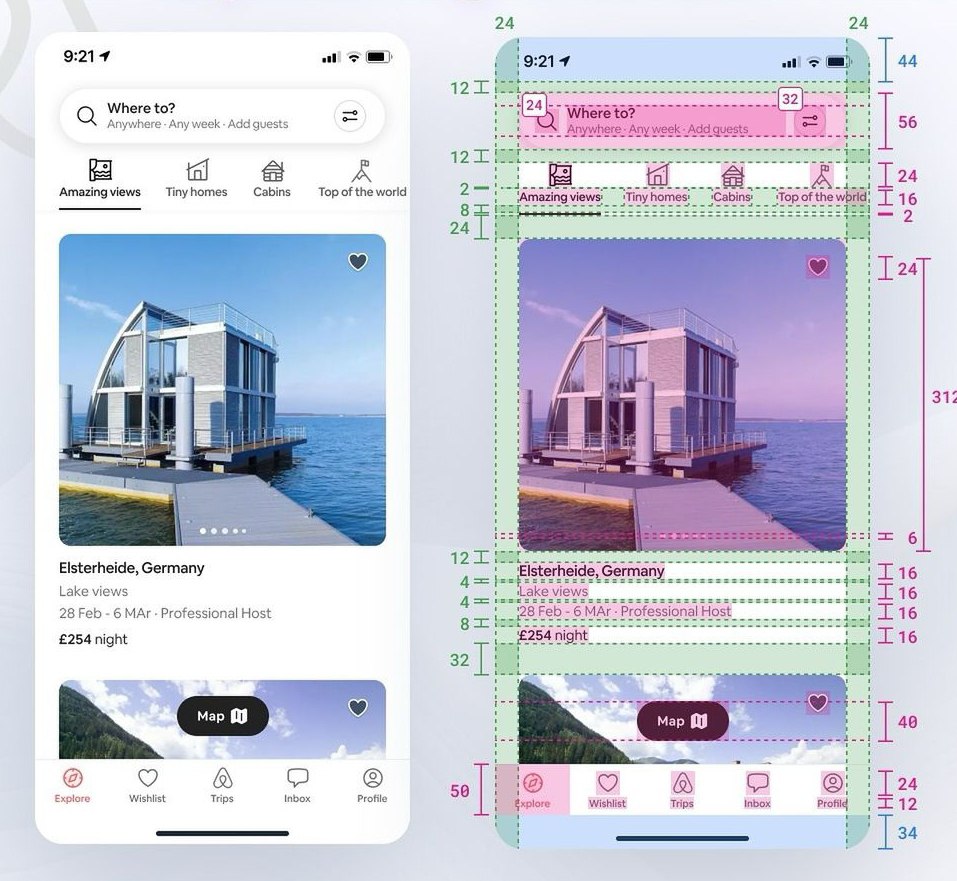 9:21
Where to?
Anywhere · Any week · Add guests
Amazing views
Tiny homes
Cabins
Top of the world
Elsterheide, Germany
Lake views
28 Feb - 6 MAr · Professional Host
£254 night
Map
Explore
Wishlist
Trips
Inbox
Profile
24
24
9:21
44
12
24
32
Where to?
Anywhere · Any week · Add guests
56
12
24
Amazing views
Tiny homes
Cabins
Top of the world
2
16
8
2
24
24
312
6
12
Elsterheide, Germany
16
4
Lake views
16
4
28 Feb - 6 MAr · Professional Host
16
8
£254 night
16
32
Map
40
50
Explore
Wishlist
Trips
Inbox
Profile
24
12
34